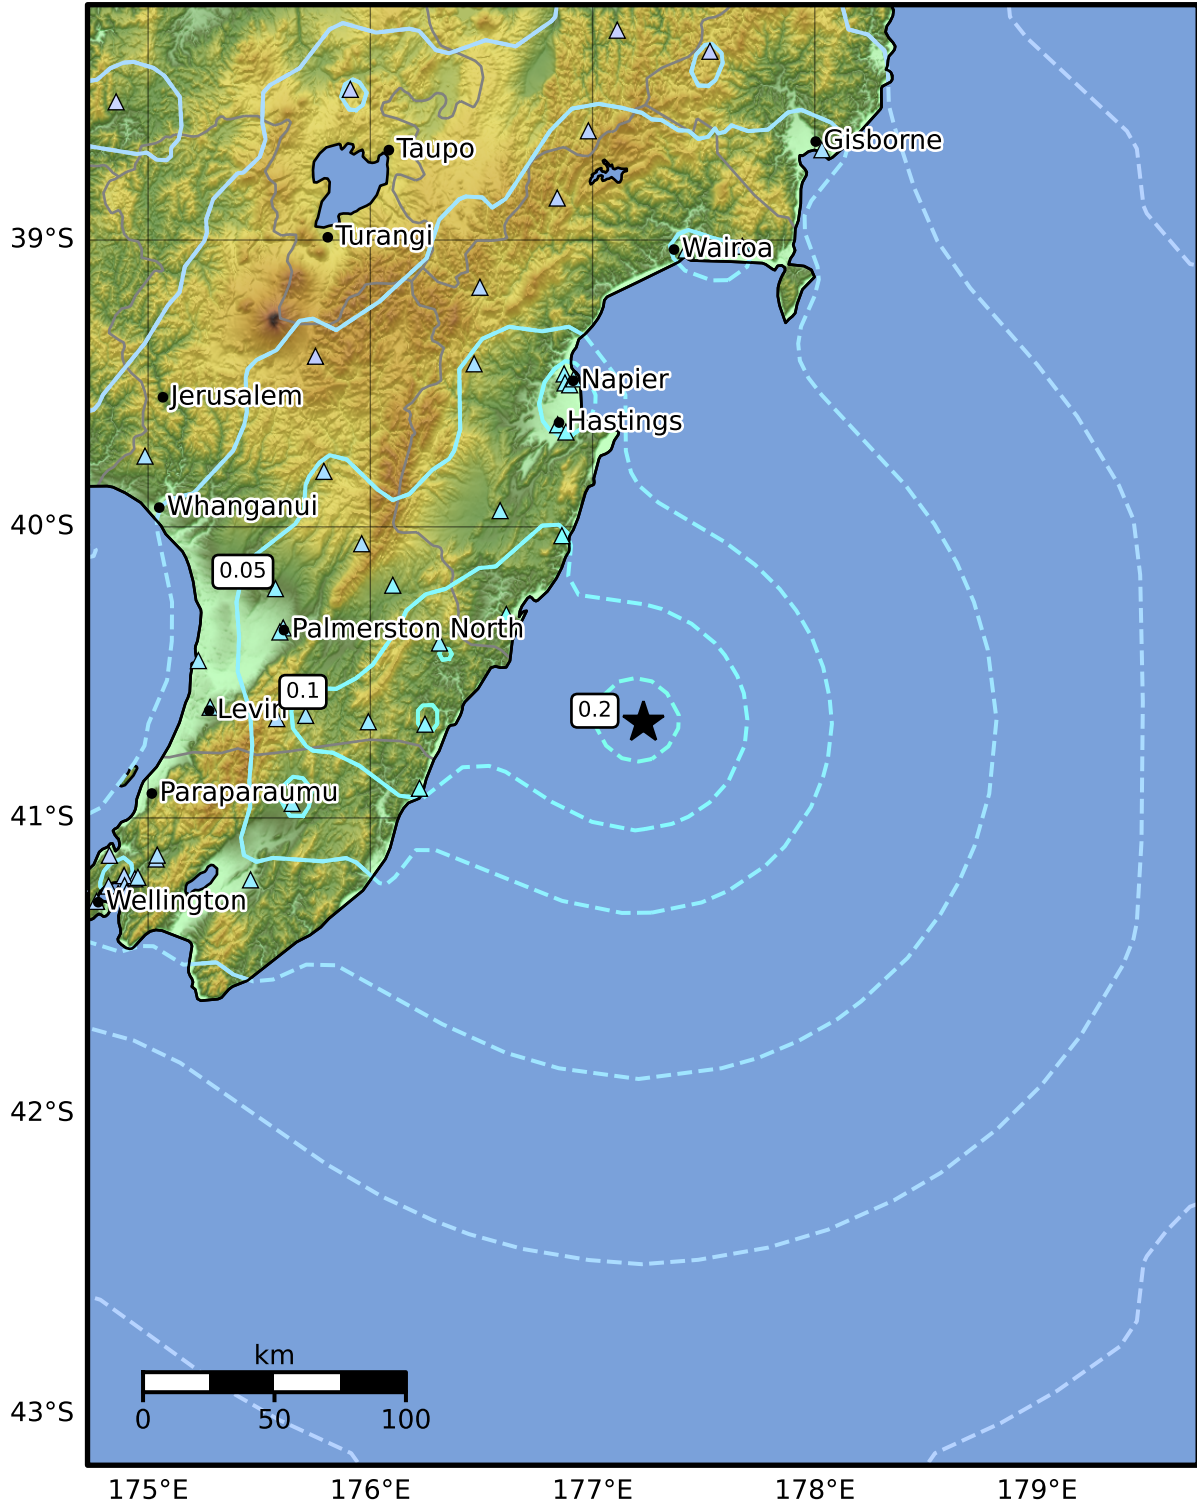 Gisborne
Taupo
39°S
Turangi
Wairoa
Napier
Jerusalem
Hastings
Whanganui
40°S
0.05
Palmerston North
0.1
Levin
0.2
Paraparaumu
41°S
Wellington
42°S
km
0
50
100
43°S
175°E
176°E
177°E
178°E
179°E